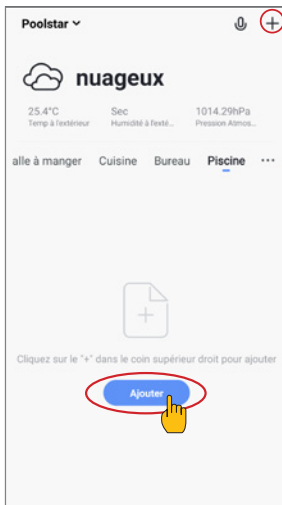 Poolstar
nuageux
25.4°C Sec 1014.29hPa
Temp à l'extérieur Humidité à l'exté... Pression Atmos...
alle à manger Cuisine Bureau Piscine ...
Cliquez sur le "+" dans le coin supérieur droit pour ajouter
Ajouter